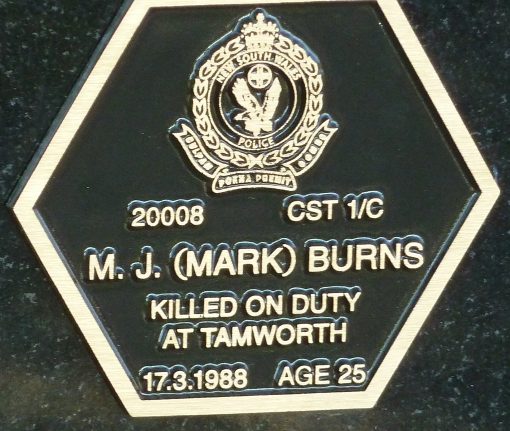 NEW SOUTH WALES
POLICE
20008 CST 1/C
M. J. (MARK) BURNS
KILLED ON DUTY
AT TAMWORTH
17.3.1988 AGE 25